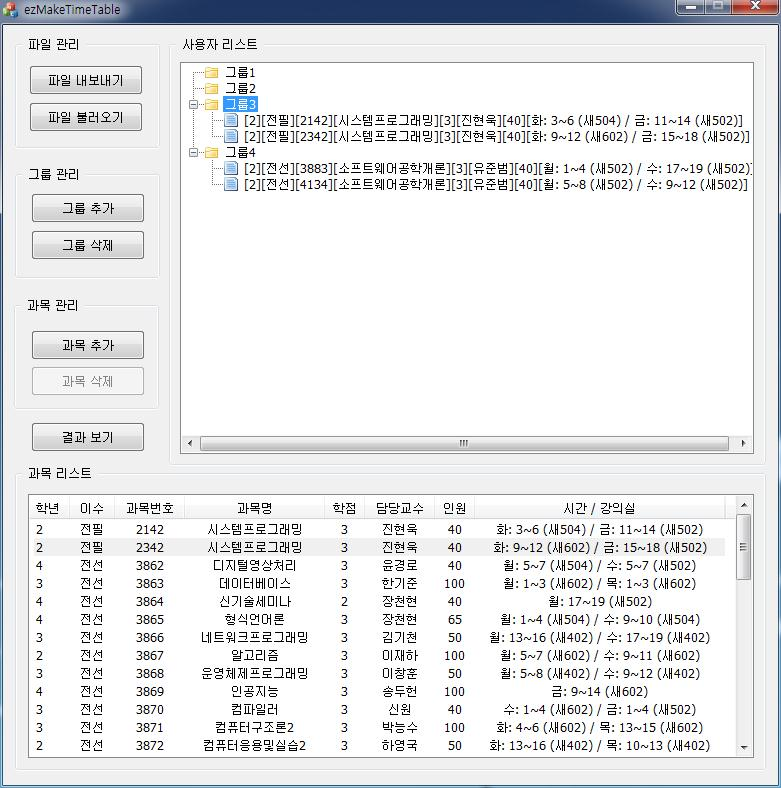 ezMakeTimeTable
파일 관리
파일 내보내기
파일 불러오기
그룹 관리
그룹 추가
그룹 삭제
과목 관리
과목 추가
과목 삭제
결과 보기
사용자 리스트
그룹1
그룹2
그룹3
[2][전필][2142][시스템프로그래밍][3][진현욱][40][화: 3~6 (새504) / 금: 11~14 (새502)]
[2][전필][2342][시스템프로그래밍][3][진현욱][40][화: 9~12 (새602) / 금: 15~18 (새502)]
그룹4
[2][전선][3883][소프트웨어공학개론][3][유준범][40][월: 1~4 (새502) / 수: 17~19 (새502)]
[2][전선][4134][소프트웨어공학개론][3][유준범][40][월: 5~8 (새502) / 수: 9~12 (새502)]
과목 리스트
학년 이수 과목번호 과목명 학점 담당교수 인원 시간 / 강의실
2 전필 2142 시스템프로그래밍 3 진현욱 40 화: 3~6 (새504) / 금: 11~14 (새502)
2 전필 2342 시스템프로그래밍 3 진현욱 40 화: 9~12 (새602) / 금: 15~18 (새502)
4 전선 3862 디지털영상처리 3 윤경로 40 월: 5~7 (새504) / 수: 5~7 (새502)
3 전선 3863 데이터베이스 3 한기준 100 월: 1~3 (새602) / 목: 1~3 (새602)
4 전선 3864 신기술세미나 2 장천현 40 월: 17~19 (새502)
4 전선 3865 형식언어론 3 장천현 65 월: 1~4 (새504) / 수: 9~10 (새504)
3 전선 3866 네트워크프로그래밍 3 김기천 50 월: 13~16 (새402) / 수: 17~19 (새402)
2 전선 3867 알고리즘 3 이재하 100 월: 5~7 (새602) / 수: 9~11 (새602)
3 전선 3868 운영체제프로그래밍 3 이창훈 50 월: 5~8 (새402) / 수: 9~12 (새402)
4 전선 3869 인공지능 3 송두헌 100 금: 9~14 (새602)
3 전선 3870 컴파일러 3 신원 40 수: 1~4 (새602) / 금: 1~4 (새502)
3 전선 3871 컴퓨터구조론2 3 박능수 100 화: 4~6 (새602) / 목: 13~15 (새602)
2 전선 3872 컴퓨터응용및실습2 3 하영국 50 화: 13~16 (새402) / 목: 10~13 (새402)